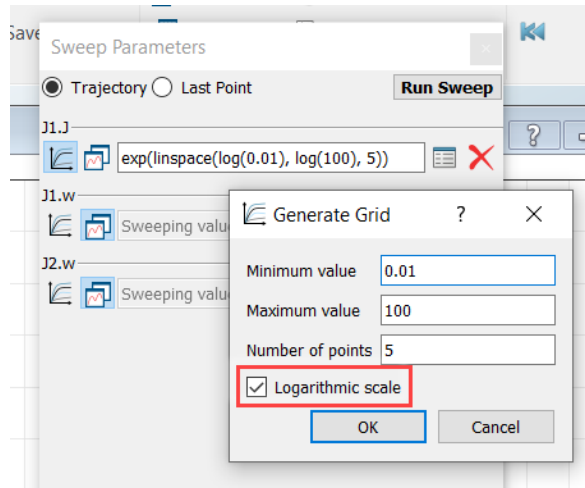 Save
Sweep Parameters
Trajectory Last Point Run Sweep
J1.J
exp(linspace(log(0.01), log(100), 5))
J1.w
Sweeping valu
J2.w
Sweeping valu
Generate Grid ?
Minimum value 0.01
Maximum value 100
Number of points 5
Logarithmic scale
OK Cancel
?